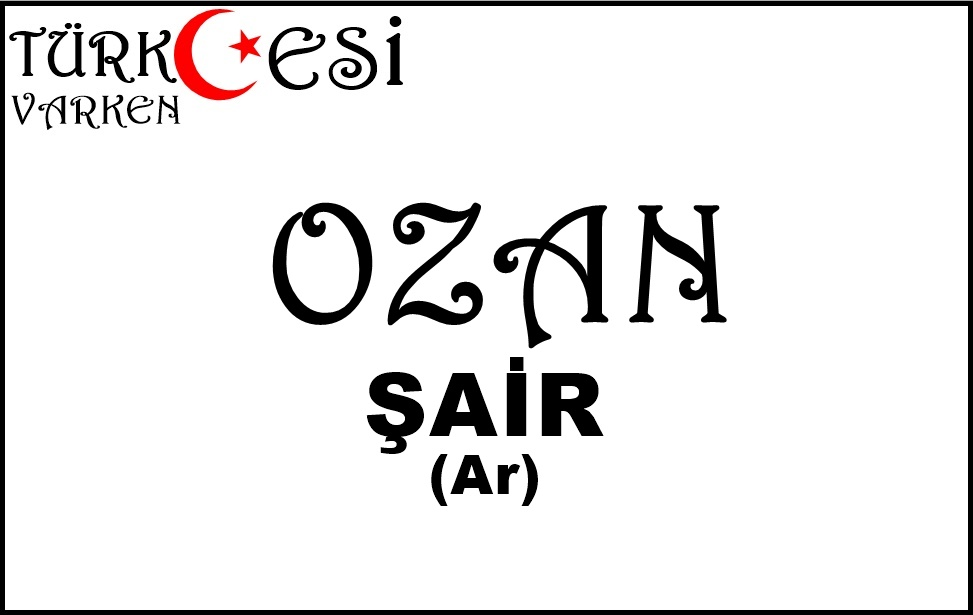 TÜRKÇESİ
VARKEN
OZAN
ŞAİR
(Ar)